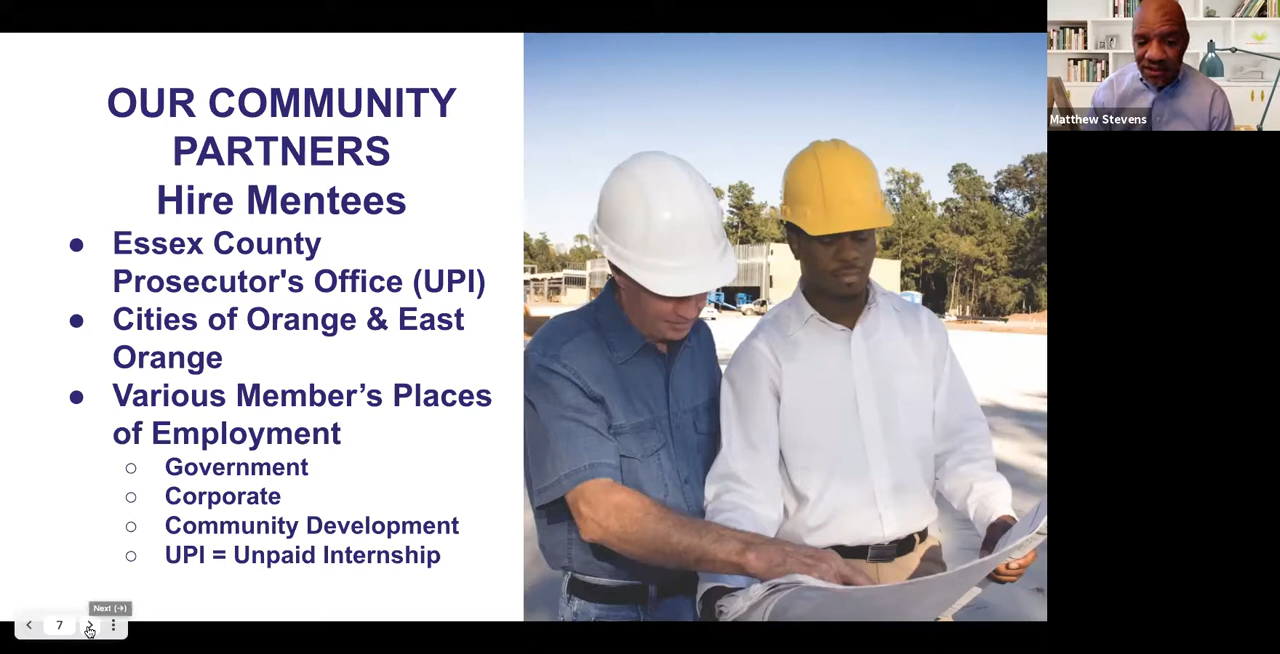 OUR COMMUNITY
PARTNERS
Hire Mentees
● Essex County
Prosecutor's Office (UPI)
● Cities of Orange & East
Orange
● Various Member’s Places
of Employment
○ Government
○ Corporate
○ Community Development
○ UPI = Unpaid Internship
Matthew Stevens
Next (→)
7